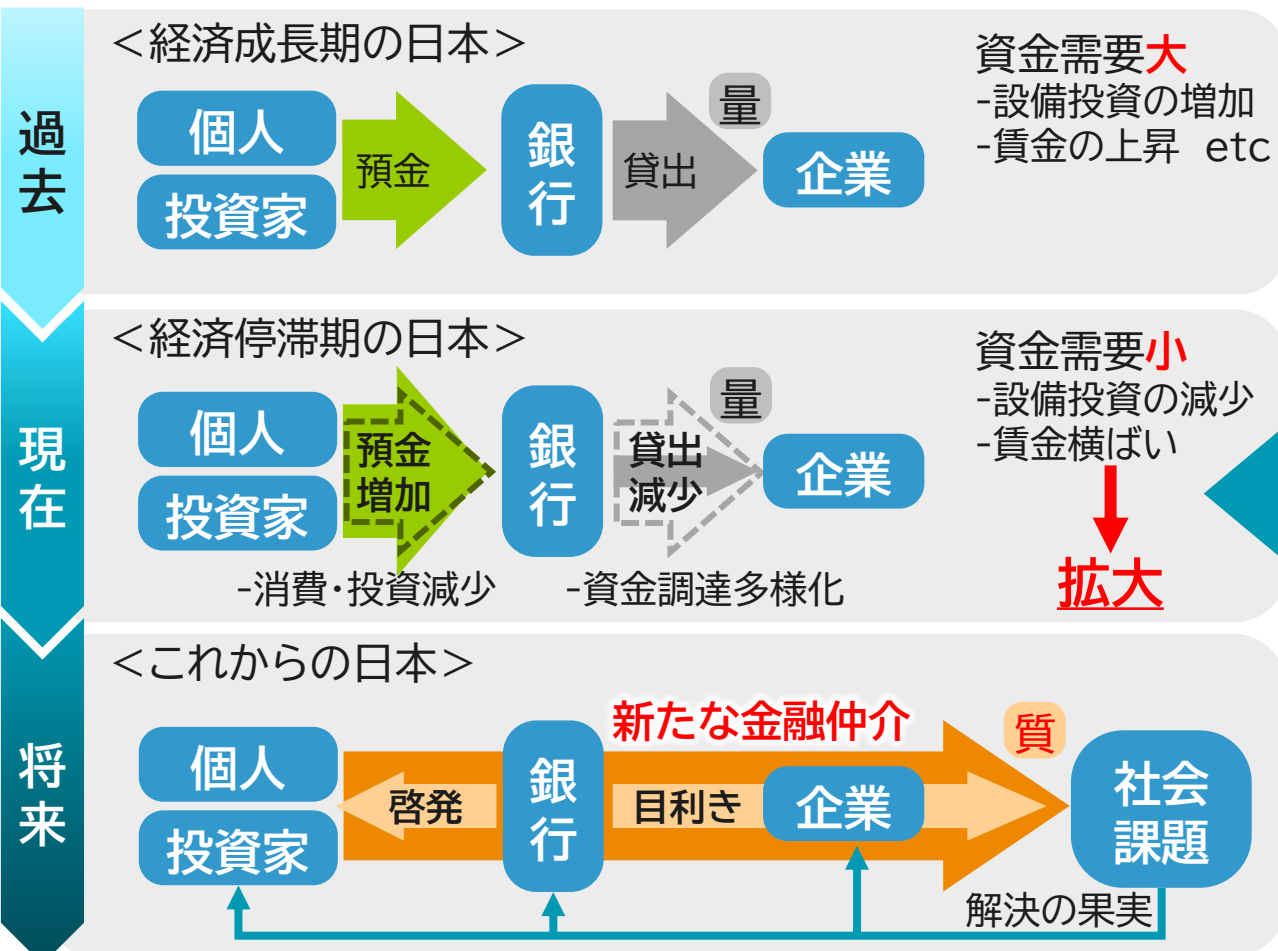 過去
<経済成長期の日本>
個人
投資家
預金
銀行
貸出
量
企業
資金需要大
-設備投資の増加
-賃金の上昇 etc
現在
<経済停滞期の日本>
個人
投資家
預金
増加
銀行
貸出
減少
量
企業
-消費・投資減少
-資金調達多様化
資金需要小
-設備投資の減少
-賃金横ばい
拡大
将来
<これからの日本>
個人
投資家
啓発
銀行
新たな金融仲介
目利き
企業
質
社会
課題
解決の果実